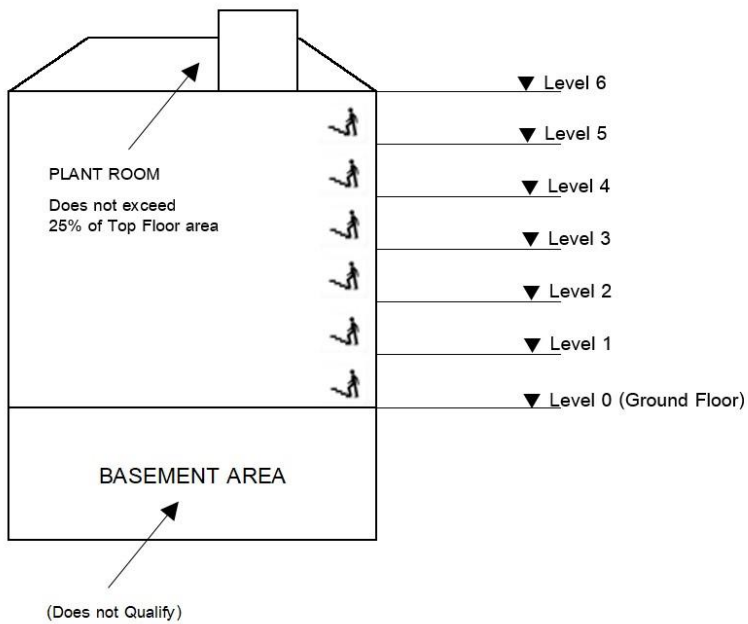 Level 6
Level 5
PLANT ROOM
Does not exceed
25% of Top Floor area
Level 4
Level 3
Level 2
Level 1
Level 0 (Ground Floor)
BASEMENT AREA
(Does not Qualify)